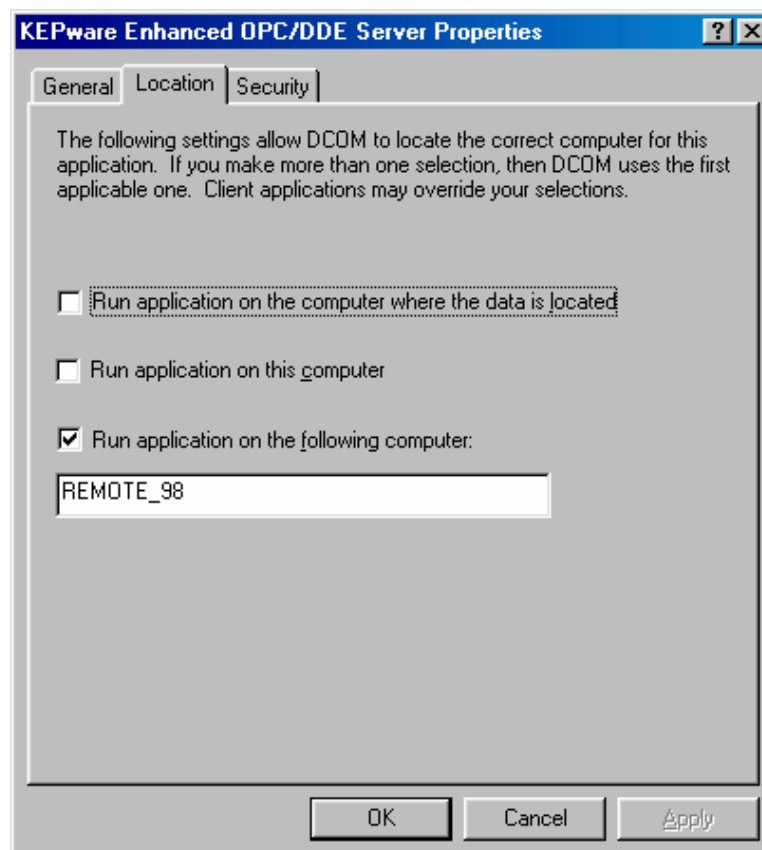 KEPware Enhanced OPC/DDE Server Properties
General Location Security
The following settings allow DCOM to locate the correct computer for this
application. If you make more than one selection, then DCOM uses the first
applicable one. Client applications may override your selections.
Run application on the computer where the data is located
Run application on this computer
Run application on the following computer:
REMOTE_98
OK Cancel Apply